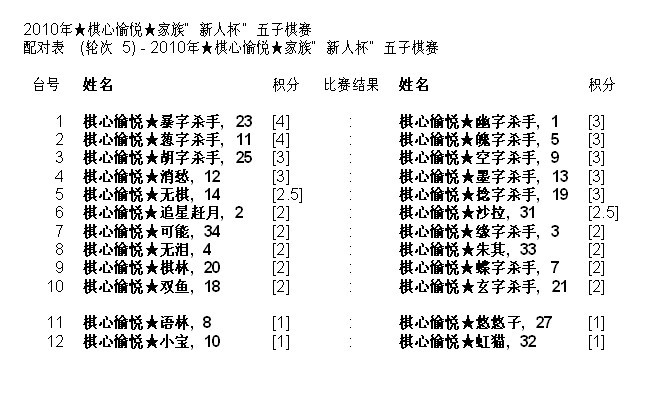 2010年★棋心愉悦★家族”新人杯”五子棋赛
配对表 (轮次 5) - 2010年★棋心愉悦★家族”新人杯”五子棋赛
台号 姓名 积分 比赛结果 姓名 积分
1 棋心愉悦★暴字杀手, 23 [4] : 棋心愉悦★幽字杀手, 1 [3]
2 棋心愉悦★葱字杀手, 11 [4] : 棋心愉悦★魄字杀手, 5 [3]
3 棋心愉悦★胡字杀手, 25 [3] : 棋心愉悦★空字杀手, 9 [3]
4 棋心愉悦★消愁, 12 [3] : 棋心愉悦★墨字杀手, 13 [3]
5 棋心愉悦★无棋, 14 [2.5] : 棋心愉悦★捻字杀手, 19 [3]
6 棋心愉悦★追星赶月, 2 [2] : 棋心愉悦★沙拉, 31 [2.5]
7 棋心愉悦★可能, 34 [2] : 棋心愉悦★缘字杀手, 3 [2]
8 棋心愉悦★无泪, 4 [2] : 棋心愉悦★朱其, 33 [2]
9 棋心愉悦★棋林, 20 [2] : 棋心愉悦★蝶字杀手, 7 [2]
10 棋心愉悦★双鱼, 18 [2] : 棋心愉悦★玄字杀手, 21 [2]
11 棋心愉悦★语林, 8 [1] : 棋心愉悦★悠悠子, 27 [1]
12 棋心愉悦★小宝, 10 [1] : 棋心愉悦★虹猫, 32 [1]